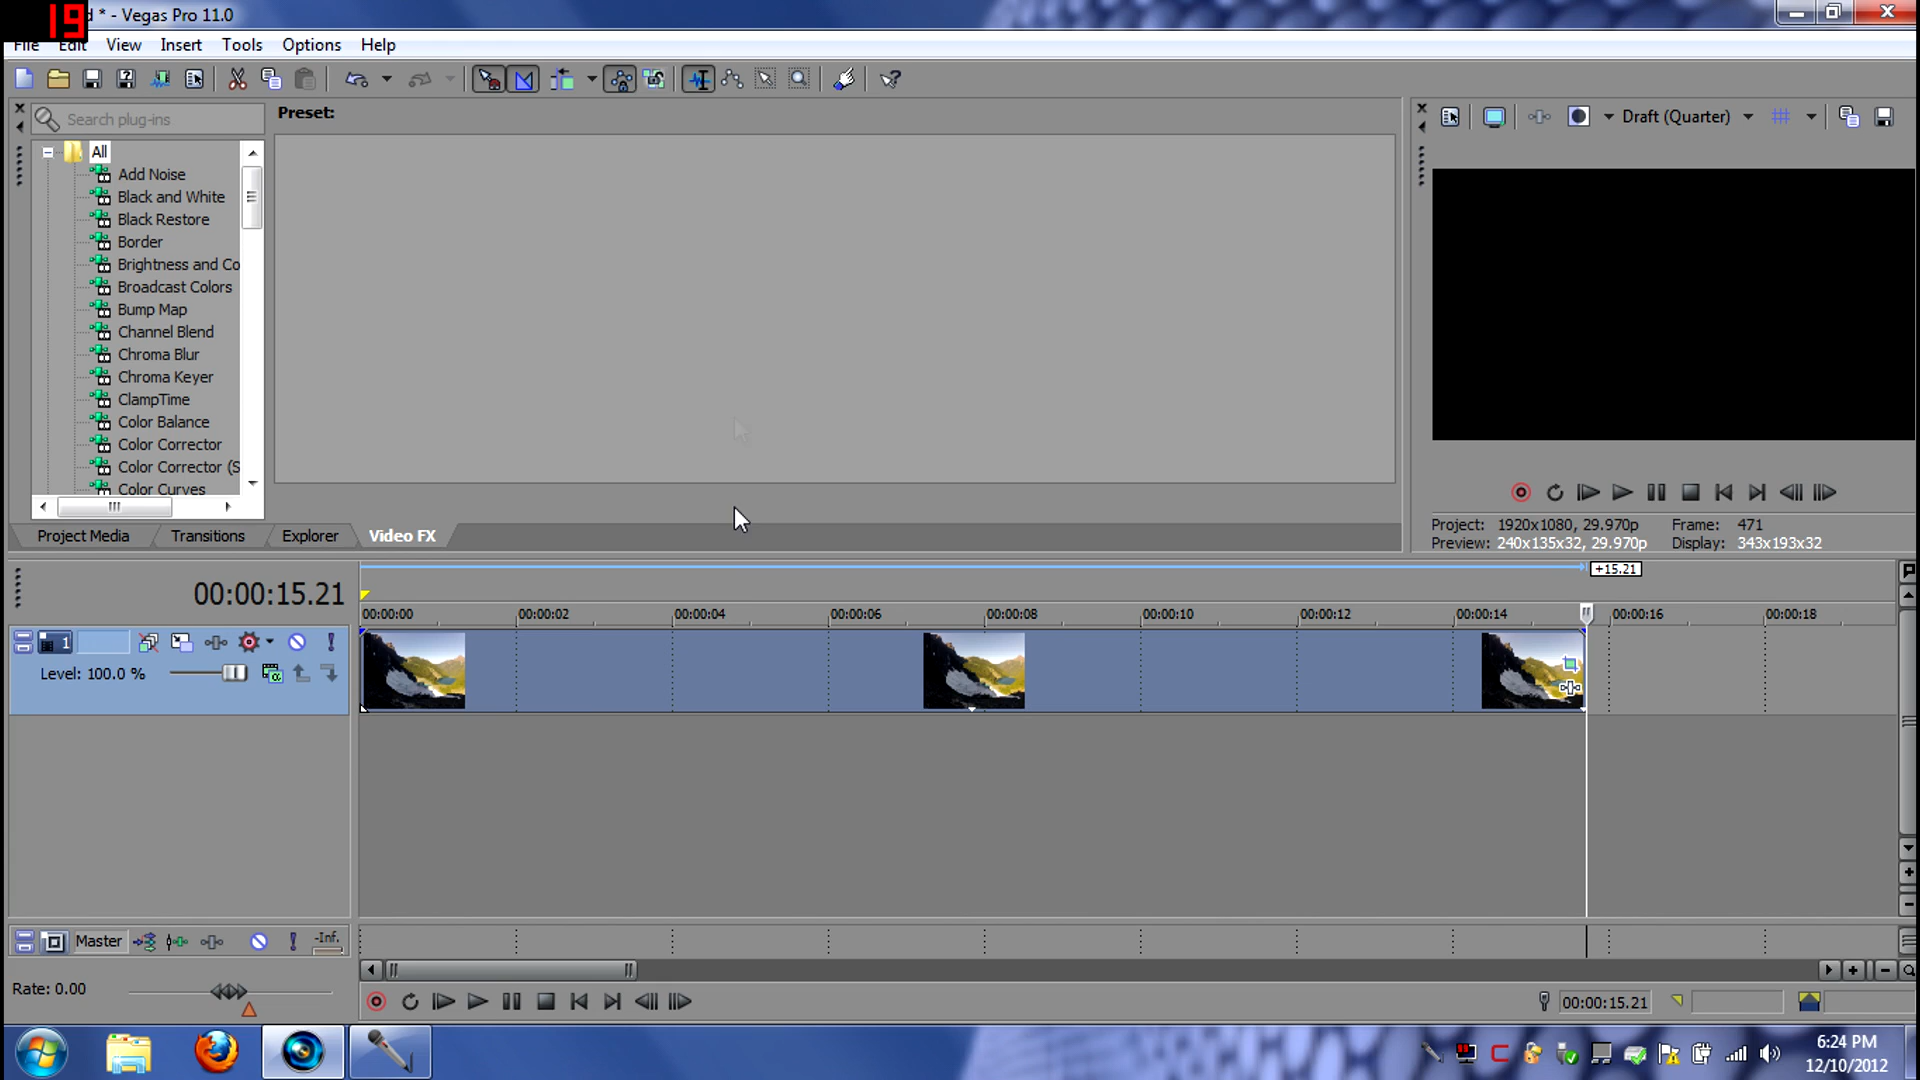 19
d * - Vegas Pro 11.0
File Edit View Insert Tools Options Help
Search plug-ins
Preset:
Draft (Quarter)
All
Add Noise
Black and White
Black Restore
Border
Brightness and Co
Broadcast Colors
Bump Map
Channel Blend
Chroma Blur
Chroma Keyer
ClampTime
Color Balance
Color Corrector
Color Corrector (S
Color Curves
Project Media Transitions Explorer Video FX
Project: 1920x1080, 29.970p Frame: 471
Preview: 240x135x32, 29.970p Display: 343x193x32
+15.21
00:00:15.21
00:00:00 00:00:02 00:00:04 00:00:06 00:00:08 00:00:10 00:00:12 00:00:14 00:00:16 00:00:18
1
Level: 100.0 %
Master -Inf.
Rate: 0.00
00:00:15.21
6:24 PM
12/10/2012